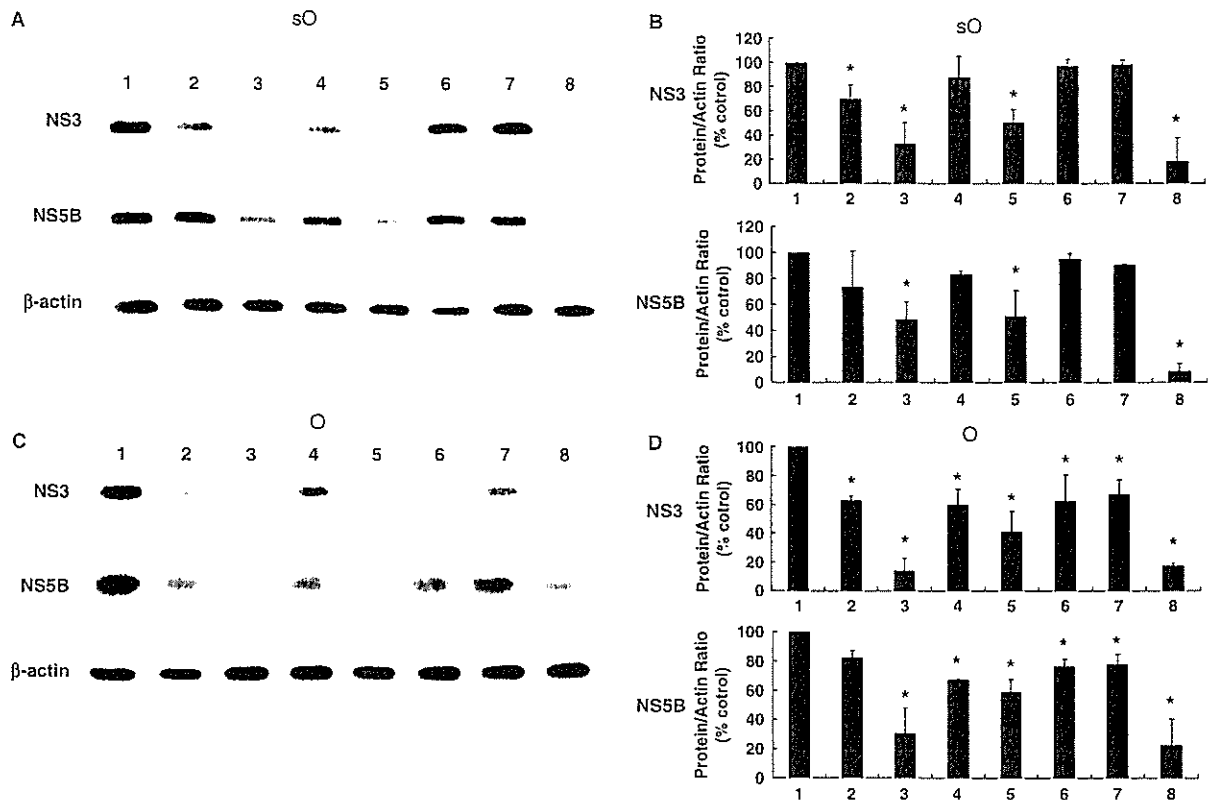 A
sO
1 2 3 4 5 6 7 8
NS3
NS5B
β-actin
B
sO
NS3
Protein/Actin Ratio
(% cotrol)
120
100
80
60
40
20
0
* * * *
1 2 3 4 5 6 7 8
NS5B
Protein/Actin Ratio
(% cotrol)
120
100
80
60
40
20
0
* * *
1 2 3 4 5 6 7 8
C
O
1 2 3 4 5 6 7 8
NS3
NS5B
β-actin
D
O
NS3
Protein/Actin Ratio
(% cotrol)
100
80
60
40
20
0
* * * * * * *
1 2 3 4 5 6 7 8
NS5B
Protein/Actin Ratio
(% cotrol)
100
80
60
40
20
0
* * * * * *
1 2 3 4 5 6 7 8